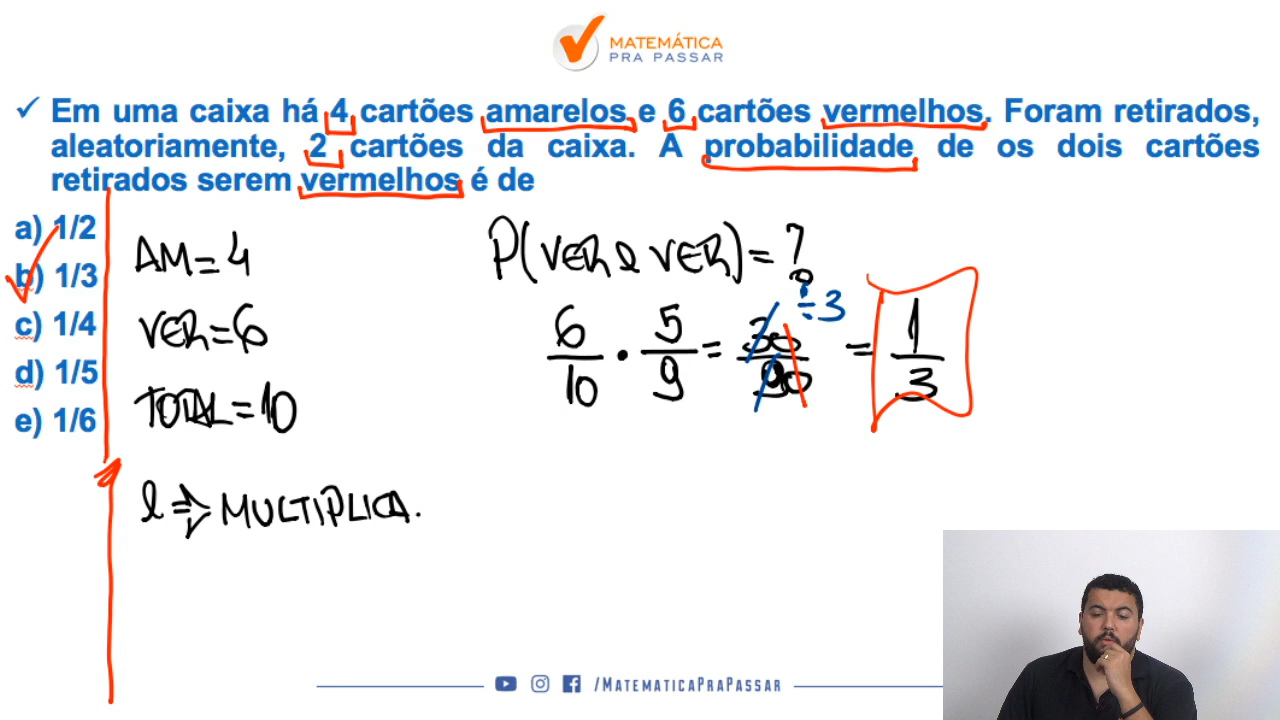 MATEMÁTICA
PRA PASSAR
✓ Em uma caixa há 4 cartões amarelos e 6 cartões vermelhos. Foram retirados,
aleatoriamente, 2 cartões da caixa. A probabilidade de os dois cartões
retirados serem vermelhos é de
a) 1/2
b) 1/3
c) 1/4
d) 1/5
e) 1/6
AM = 4
VER = 6
TOTAL = 10
e ⇒ MULTIPLICA.
P(VER e VER) = ?
6/10 · 5/9 = 30/90 = 1/3
÷3
/MATEMATICAPRAPASSAR